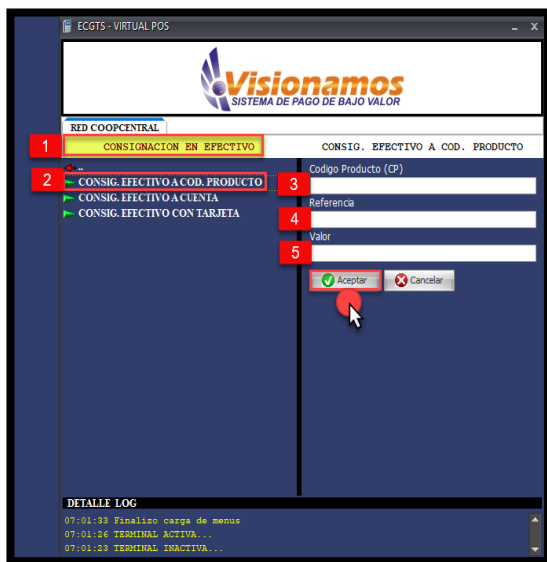 ECGTS - VIRTUAL POS
Visionamos
SISTEMA DE PAGO DE BAJO VALOR
RED COOPCENTRAL
1 CONSIGNACION EN EFECTIVO
CONSIG. EFECTIVO A COD. PRODUCTO
..
2 CONSIG. EFECTIVO A COD. PRODUCTO
CONSIG. EFECTIVO A CUENTA
CONSIG. EFECTIVO CON TARJETA
Codigo Producto (CP)
3
Referencia
4
Valor
5
Aceptar Cancelar
DETALLE LOG
07:01:33 Finalizo carga de menus
07:01:26 TERMINAL ACTIVA...
07:01:23 TERMINAL INACTIVA...